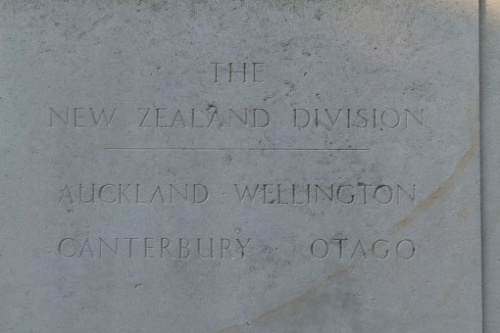 THE
NEW ZEALAND DIVISION
AUCKLAND · WELLINGTON
CANTERBURY · OTAGO